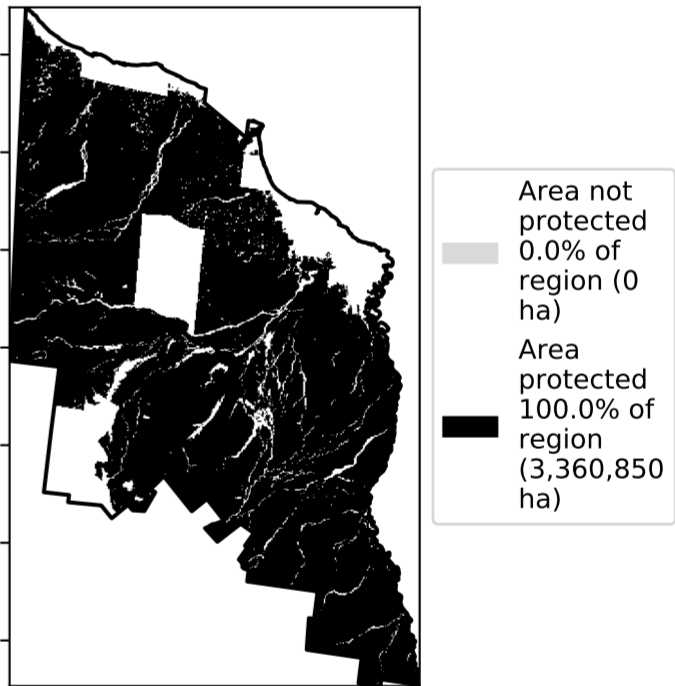 Area not
protected
0.0% of
region (0
ha)
Area
protected
100.0% of
region
(3,360,850
ha)